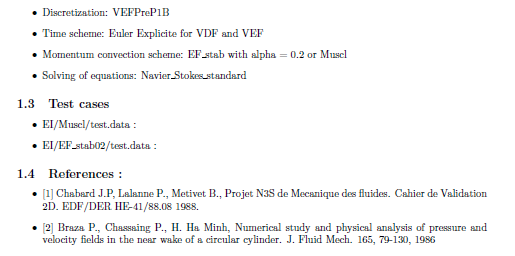 • Discretization: VEFPreP1B
• Time scheme: Euler Explicite for VDF and VEF
• Momentum convection scheme: EF_stab with alpha = 0.2 or Muscl
• Solving of equations: Navier_Stokes_standard
1.3 Test cases
• EI/Muscl/test.data :
• EI/EF_stab02/test.data :
1.4 References :
• [1] Chabard J.P, Lalanne P., Metivet B., Projet N3S de Mecanique des fluides. Cahier de Validation
2D. EDF/DER HE-41/88.08 1988.
• [2] Braza P., Chassaing P., H. Ha Minh, Numerical study and physical analysis of pressure and
velocity fields in the near wake of a circular cylinder. J. Fluid Mech. 165, 79-130, 1986